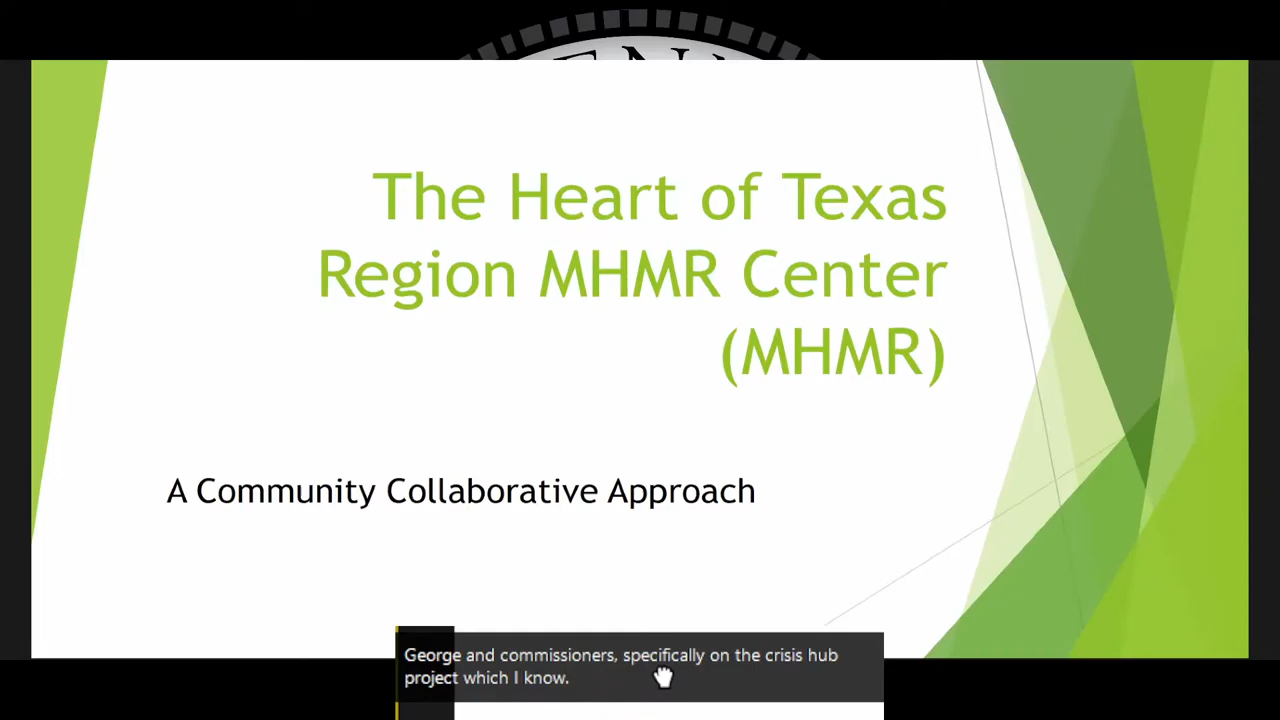 The Heart of Texas
Region MHMR Center
(MHMR)
A Community Collaborative Approach
George and commissioners, specifically on the crisis hub
project which I know.